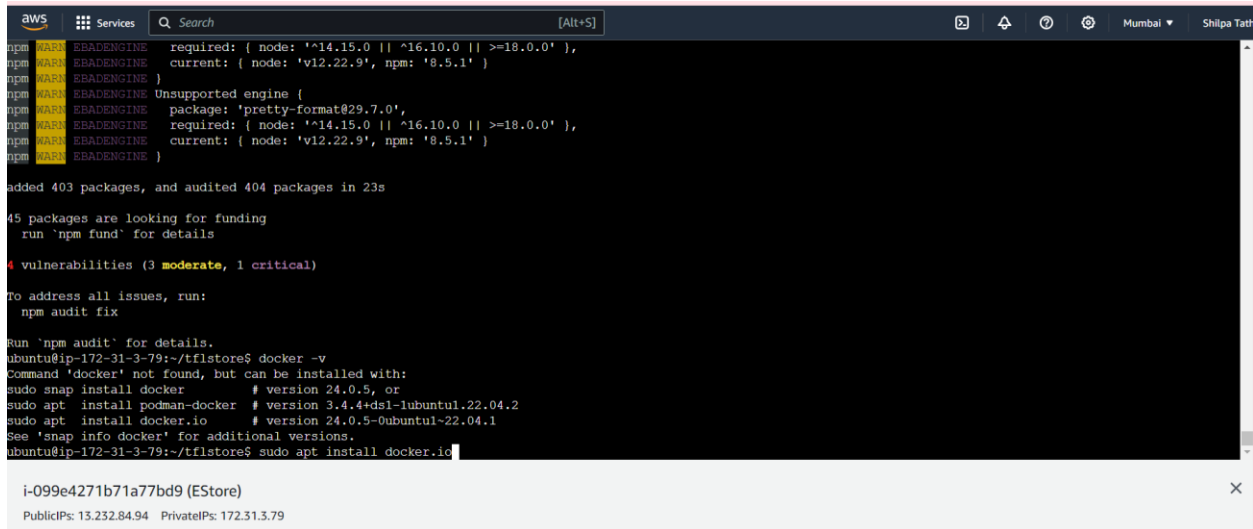 aws Services Search [Alt+S] Mumbai Shilpa Tath
npm WARN EBADENGINE   required: { node: '^14.15.0 || ^16.10.0 || >=18.0.0' },
npm WARN EBADENGINE   current: { node: 'v12.22.9', npm: '8.5.1' }
npm WARN EBADENGINE }
npm WARN EBADENGINE Unsupported engine {
npm WARN EBADENGINE   package: 'pretty-format@29.7.0',
npm WARN EBADENGINE   required: { node: '^14.15.0 || ^16.10.0 || >=18.0.0' },
npm WARN EBADENGINE   current: { node: 'v12.22.9', npm: '8.5.1' }
npm WARN EBADENGINE }
added 403 packages, and audited 404 packages in 23s
45 packages are looking for funding
  run `npm fund` for details
4 vulnerabilities (3 moderate, 1 critical)
To address all issues, run:
  npm audit fix
Run `npm audit` for details.
ubuntu@ip-172-31-3-79:~/tflstore$ docker -v
Command 'docker' not found, but can be installed with:
sudo snap install docker         # version 24.0.5, or
sudo apt  install podman-docker  # version 3.4.4+ds1-1ubuntu1.22.04.2
sudo apt  install docker.io      # version 24.0.5-0ubuntu1~22.04.1
See 'snap info docker' for additional versions.
ubuntu@ip-172-31-3-79:~/tflstore$ sudo apt install docker.io
i-099e4271b71a77bd9 (EStore)
PublicIPs: 13.232.84.94 PrivateIPs: 172.31.3.79